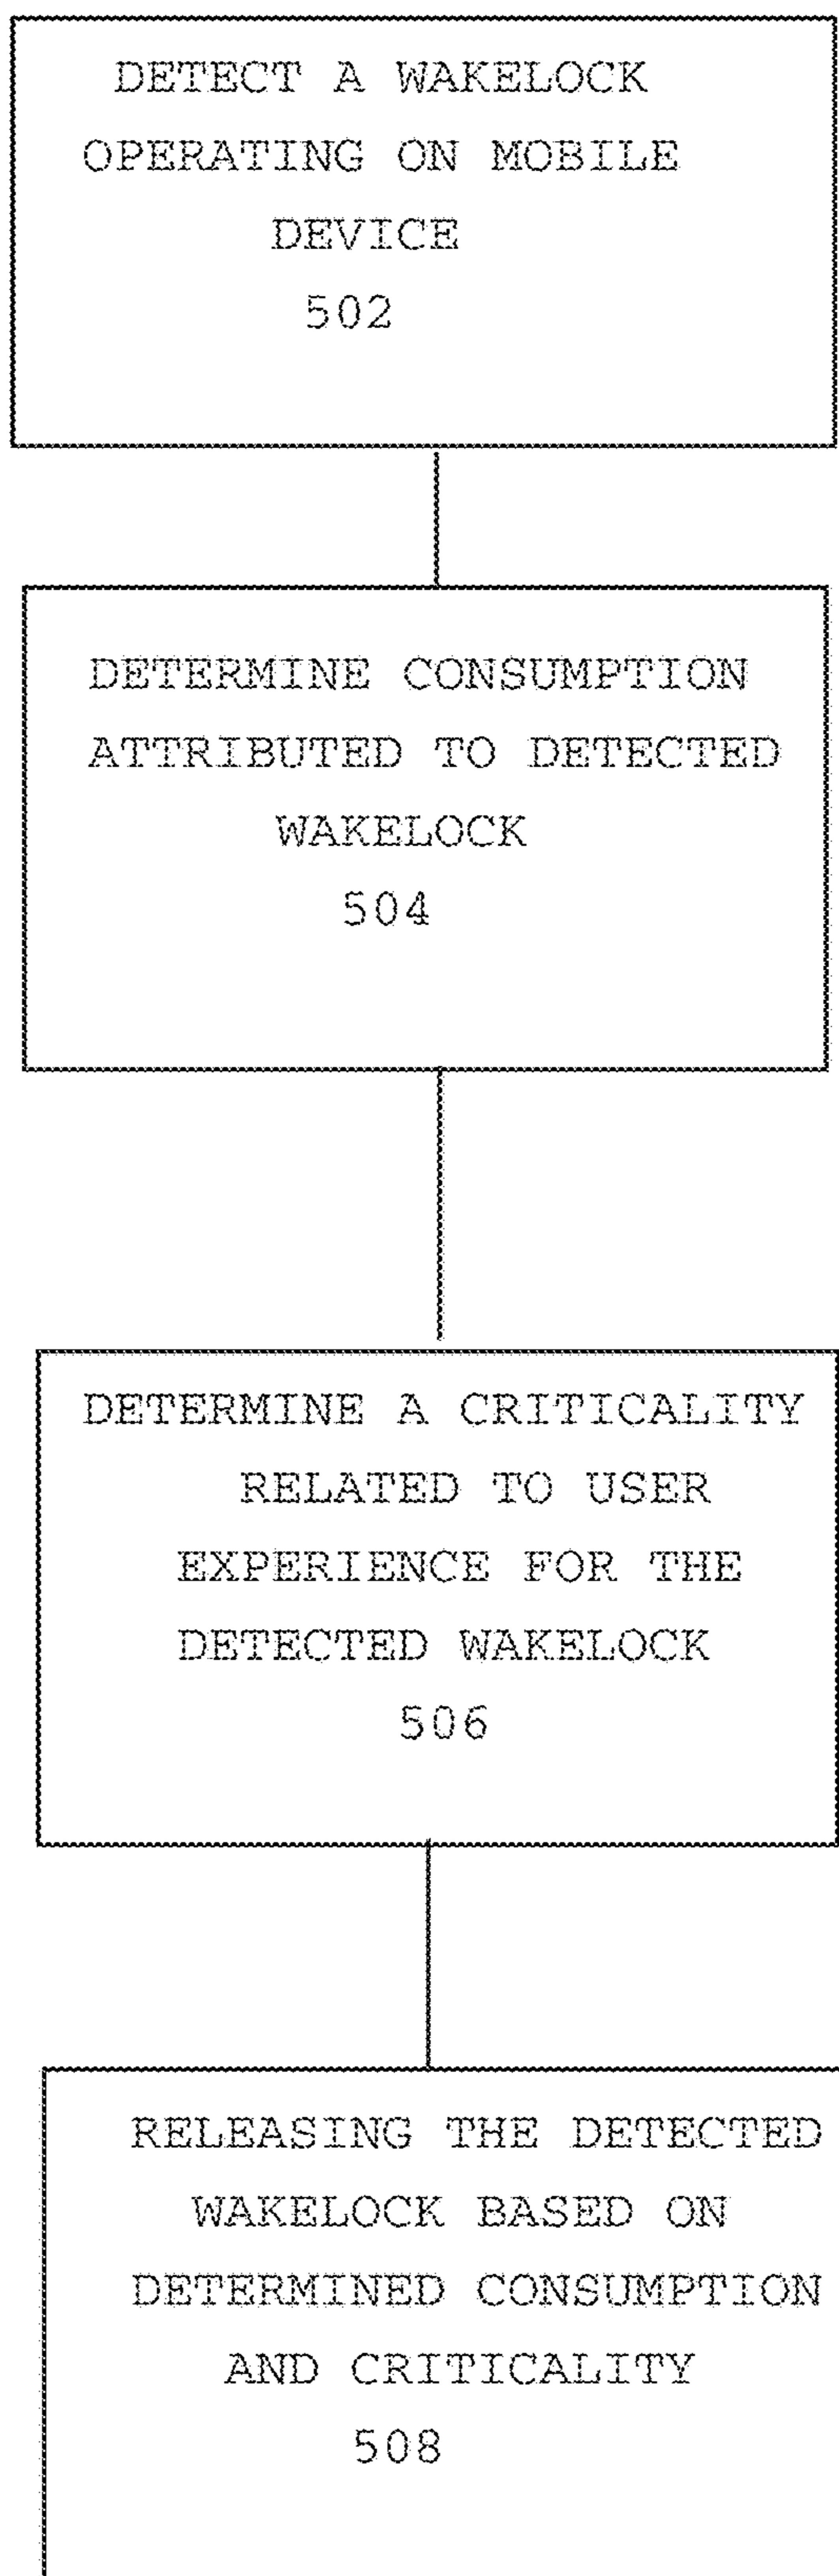 DETECT A WAKELOCK
OPERATING ON MOBILE
DEVICE
502
DETERMINE CONSUMPTION
ATTRIBUTED TO DETECTED
WAKELOCK
504
DETERMINE A CRITICALITY
RELATED TO USER
EXPERIENCE FOR THE
DETECTED WAKELOCK
506
RELEASING THE DETECTED
WAKELOCK BASED ON
DETERMINED CONSUMPTION
AND CRITICALITY
508